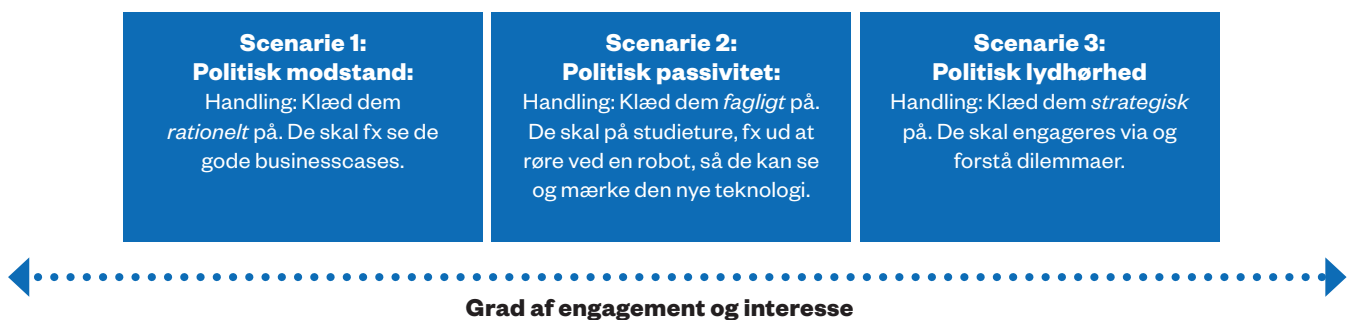 Scenarie 1:
Politisk modstand:
Handling: Klæd dem
rationelt på. De skal fx se de
gode businesscases.
Scenarie 2:
Politisk passivitet:
Handling: Klæd dem fagligt på.
De skal på studieture, fx ud at
røre ved en robot, så de kan se
og mærke den nye teknologi.
Scenarie 3:
Politisk lydhørhed
Handling: Klæd dem strategisk
på. De skal engageres via og
forstå dilemmaer.
Grad af engagement og interesse